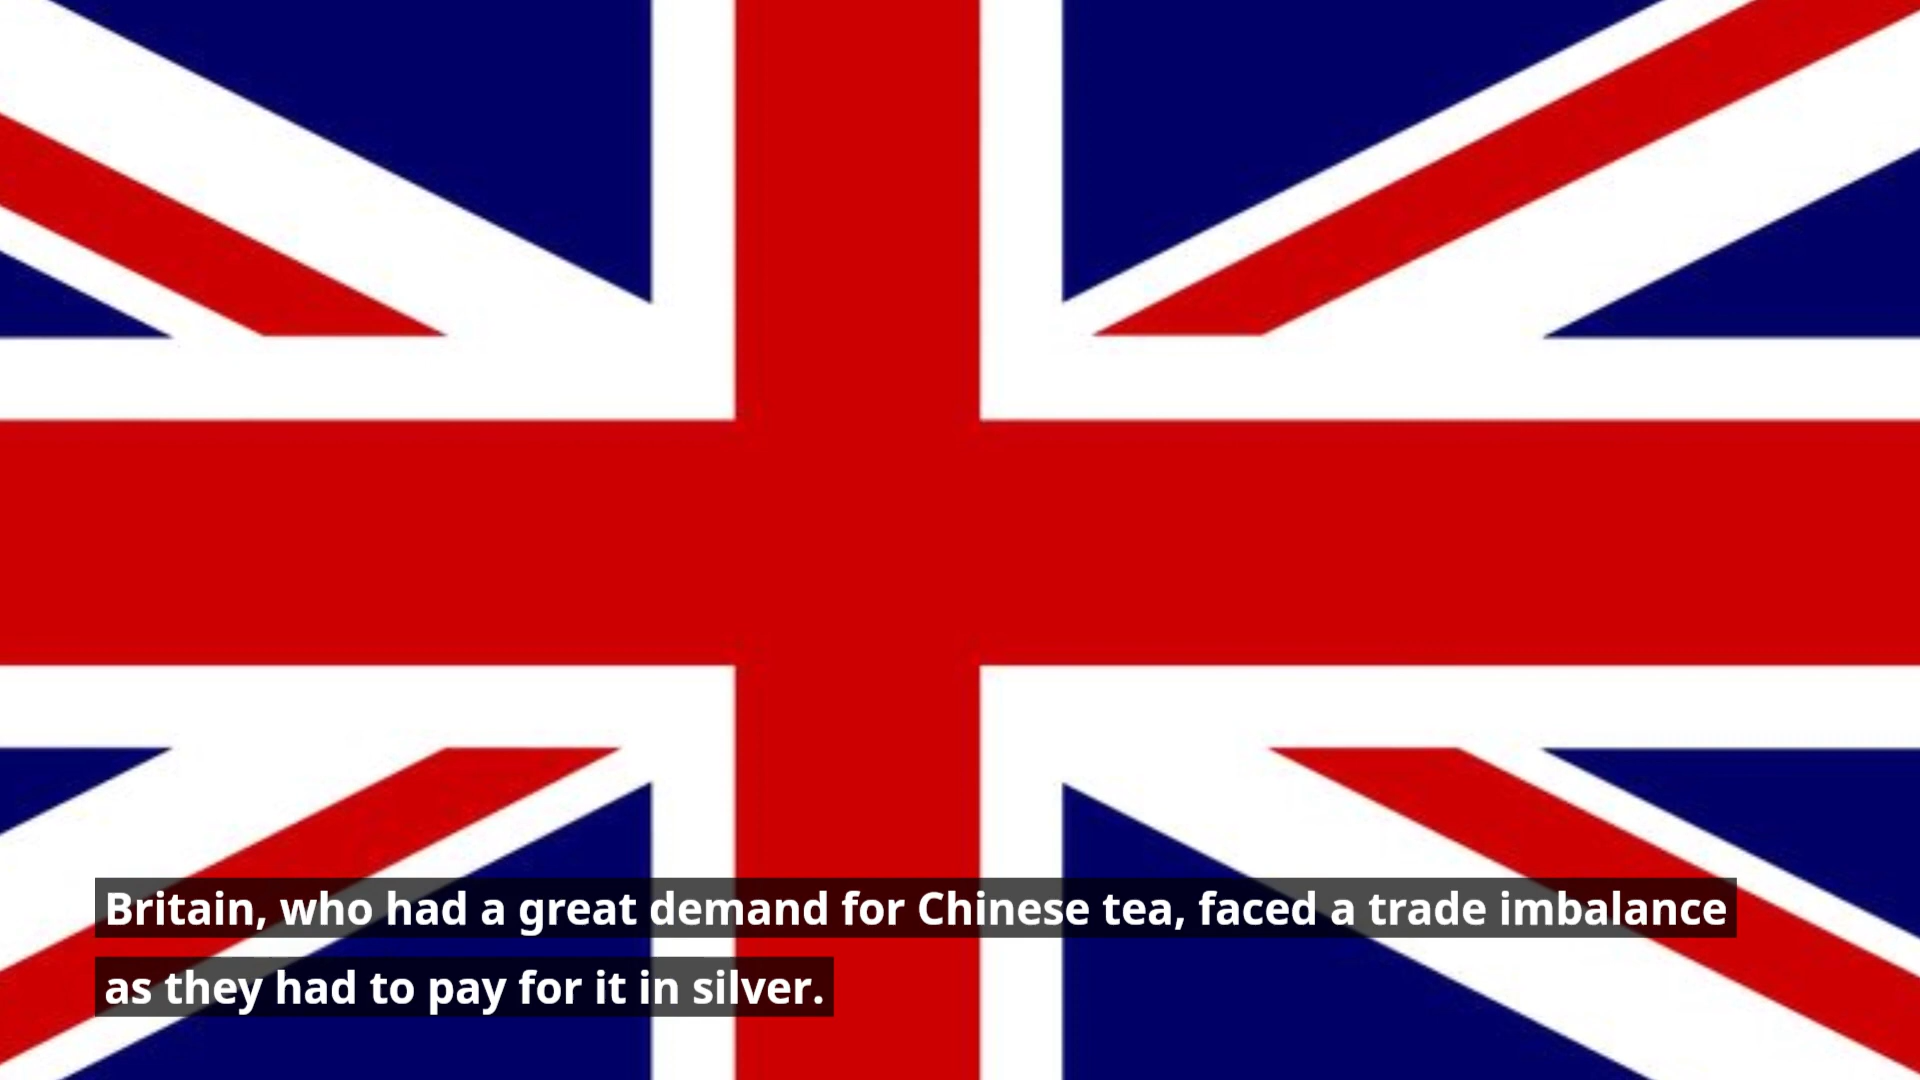 Britain, who had a great demand for Chinese tea, faced a trade imbalance
as they had to pay for it in silver.